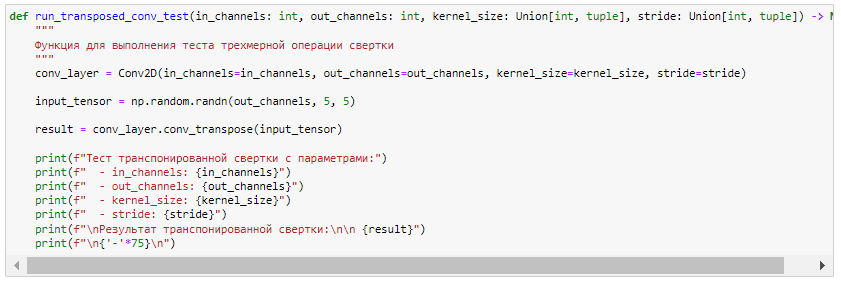 def run_transposed_conv_test(in_channels: int, out_channels: int, kernel_size: Union[int, tuple], stride: Union[int, tuple]) ->
"""
Функция для выполнения теста трехмерной операции свертки
"""
conv_layer = Conv2D(in_channels=in_channels, out_channels=out_channels, kernel_size=kernel_size, stride=stride)
input_tensor = np.random.randn(out_channels, 5, 5)
result = conv_layer.conv_transpose(input_tensor)
print(f"Тест транспонированной свертки с параметрами:")
print(f"  - in_channels: {in_channels}")
print(f"  - out_channels: {out_channels}")
print(f"  - kernel_size: {kernel_size}")
print(f"  - stride: {stride}")
print(f"\nРезультат транспонированной свертки:\n\n {result}")
print(f"\n{'-'*75}\n")